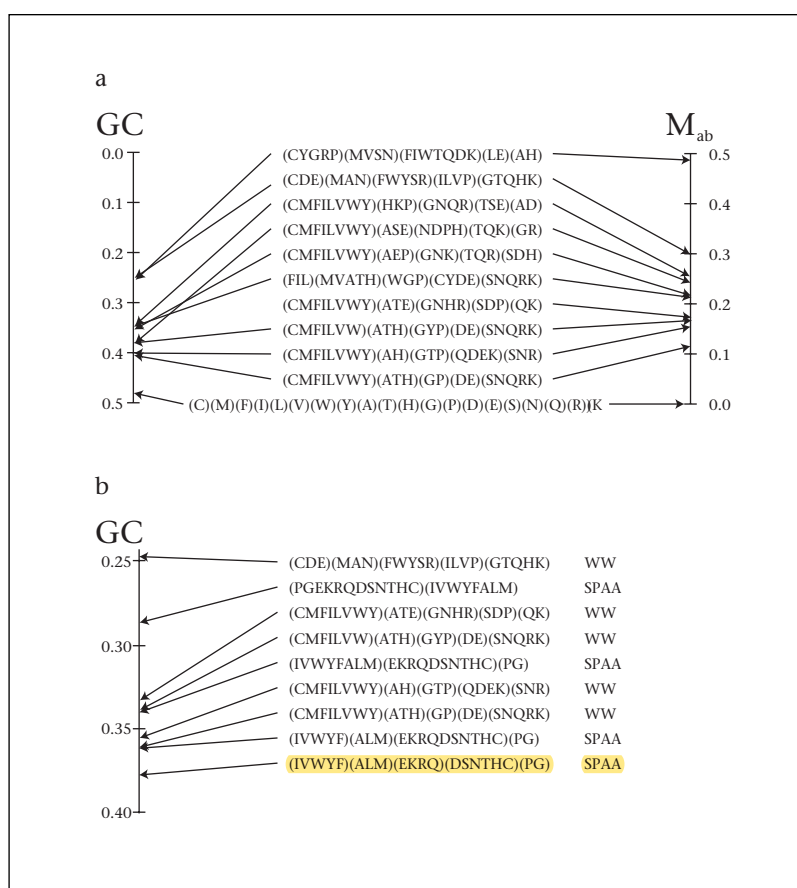 a
GC M_ab
0.0 (CYGRP)(MVSN)(FIWTQDK)(LE)(AH) 0.5
(CDE)(MAN)(FWYSR)(ILVP)(GTQHK)
0.1 (CMFILVWY)(HKP)(GNQR)(TSE)(AD) 0.4
(CMFILVWY)(ASE)(NDPH)(TQK)(GR)
0.2 (CMFILVWY)(AEP)(GNK)(TQR)(SDH) 0.3
(FIL)(MVATH)(WGP)(CYDE)(SNQRK)
0.3 (CMFILVWY)(ATE)(GNHR)(SDP)(QK) 0.2
(CMFILVW)(ATH)(GYP)(DE)(SNQRK)
0.4 (CMFILVWY)(AH)(GTP)(QDEK)(SNR) 0.1
(CMFILVWY)(ATH)(GP)(DE)(SNQRK)
0.5 (C)(M)(F)(I)(L)(V)(W)(Y)(A)(T)(H)(G)(P)(D)(E)(S)(N)(Q)(R)(K 0.0
b
GC
0.25 (CDE)(MAN)(FWYSR)(ILVP)(GTQHK) WW
(PGEKRQDSNTHC)(IVWYFALM) SPAA
(CMFILVWY)(ATE)(GNHR)(SDP)(QK) WW
0.30 (CMFILVW)(ATH)(GYP)(DE)(SNQRK) WW
(IVWYFALM)(EKRQDSNTHC)(PG) SPAA
(CMFILVWY)(AH)(GTP)(QDEK)(SNR) WW
0.35 (CMFILVWY)(ATH)(GP)(DE)(SNQRK) WW
(IVWYF)(ALM)(EKRQDSNTHC)(PG) SPAA
(IVWYF)(ALM)(EKRQ)(DSNTHC)(PG) SPAA
0.40